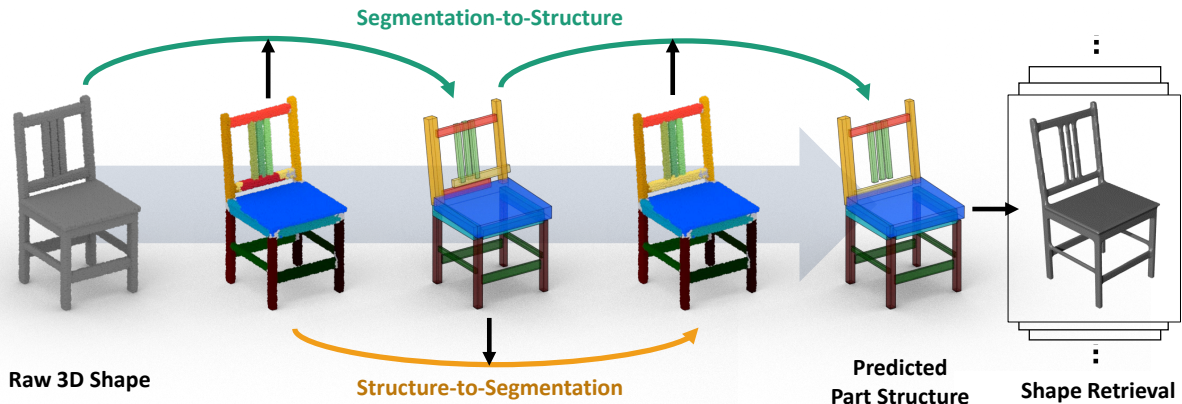 Segmentation-to-Structure
Raw 3D Shape
Structure-to-Segmentation
Predicted
Part Structure
Shape Retrieval